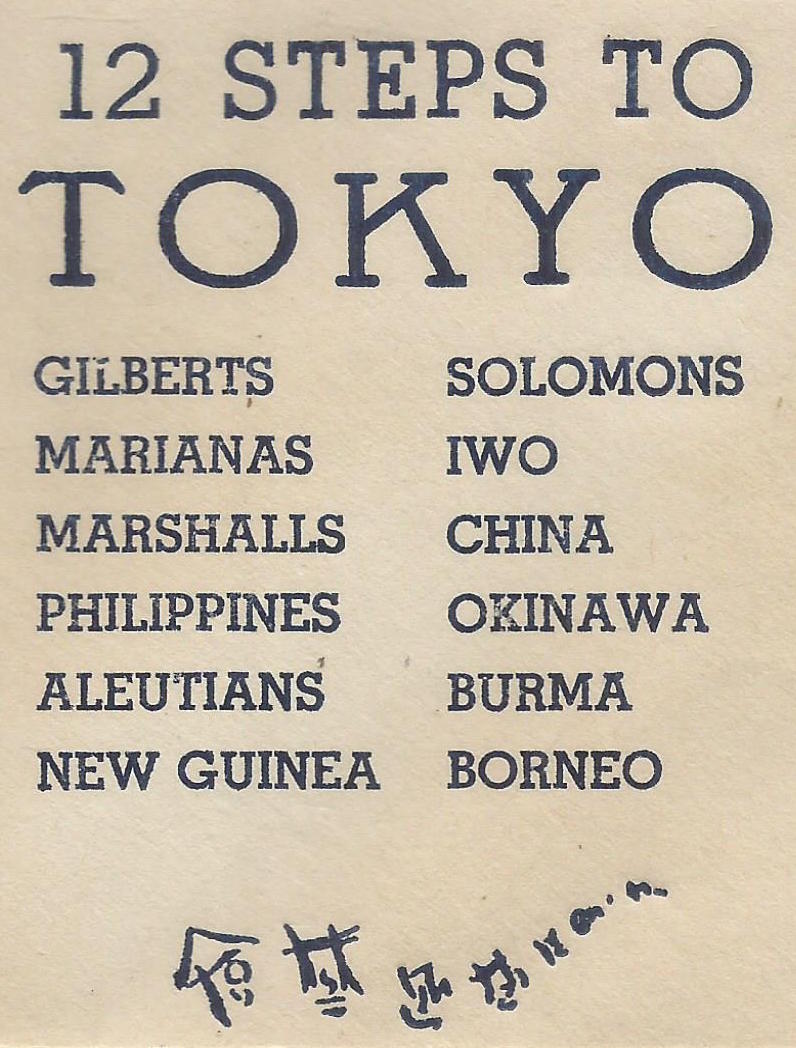 12 STEPS TO
TOKYO
GILBERTS
MARIANAS
MARSHALLS
PHILIPPINES
ALEUTIANS
NEW GUINEA
SOLOMONS
IWO
CHINA
OKINAWA
BURMA
BORNEO